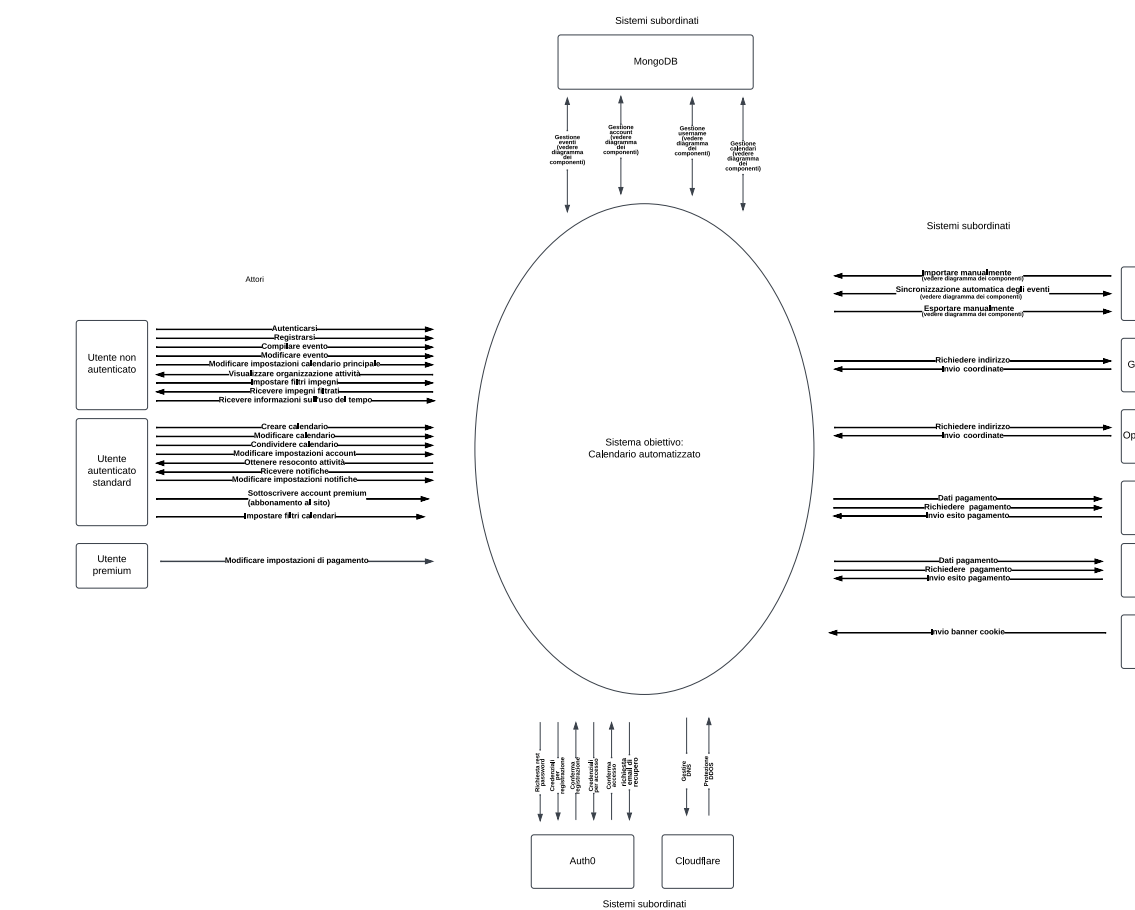 Sistemi subordinati
MongoDB
Gestione
eventi
(vedere
diagramma
dei
componenti)
Gestione
account
(vedere
diagramma
dei
componenti)
Gestione
username
(vedere
diagramma
dei
componenti)
Gestione
calendari
(vedere
diagramma
dei
componenti)
Attori
Utente non
autenticato
Autenticarsi
Registrarsi
Compilare evento
Modificare evento
Modificare impostazioni calendario principale
Visualizzare organizzazione attività
Impostare filtri impegni
Ricevere impegni filtrati
Ricevere informazioni sull'uso del tempo
Utente
autenticato
standard
Creare calendario
Modificare calendario
Condividere calendario
Modificare impostazioni account
Ottenere resoconto attività
Ricevere notifiche
Modificare impostazioni notifiche
Sottoscrivere account premium
(abbonamento al sito)
Impostare filtri calendari
Utente
premium
Modificare impostazioni di pagamento
Sistema obiettivo:
Calendario automatizzato
Sistemi subordinati
Importare manualmente
(vedere diagramma dei componenti)
Sincronizzazione automatica degli eventi
(vedere diagramma dei componenti)
Esportare manualmente
(vedere diagramma dei componenti)
Richiedere indirizzo
Invio coordinate
G
Richiedere indirizzo
Invio coordinate
Op
Dati pagamento
Richiedere pagamento
Invio esito pagamento
Dati pagamento
Richiedere pagamento
Invio esito pagamento
Invio banner cookie
Richiesta rest
password
Credenziali
per
registrazione
Conferma
registrazione
Credenziali
per accesso
Conferma
accesso
richiesta
email di
recupero
Gestire
DNS
Protezione
DDOS
Auth0
Cloudflare
Sistemi subordinati